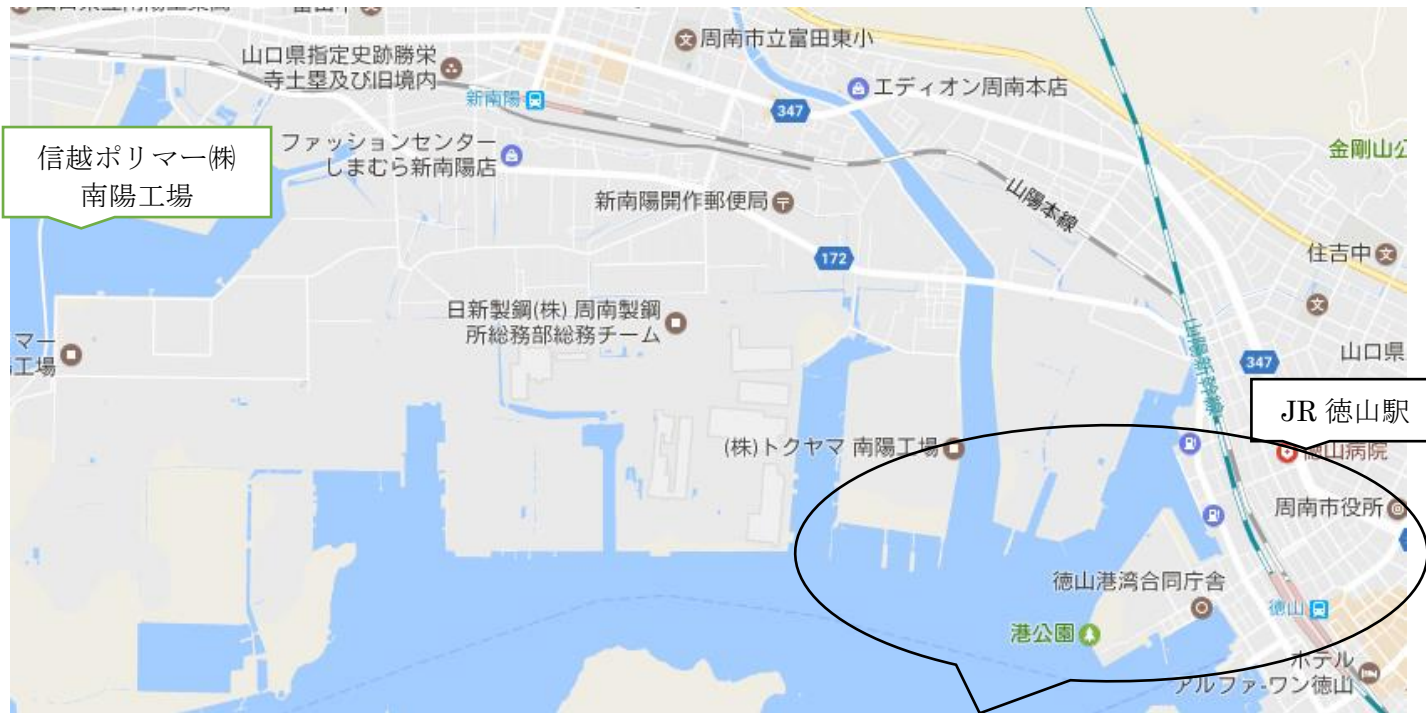 周南市立富田東小
山口県指定史跡勝栄
寺土塁及び旧境内
エディオン周南本店
新南陽
347
信越ポリマー㈱
南陽工場
ファッションセンター
しまむら新南陽店
金剛山公
新南陽開作郵便局
山陽本線
住吉中
172
日新製鋼(株) 周南製鋼
所総務部総務チーム
マー
工場
山陽新幹線
山口県
347
JR 徳山駅
(株)トクヤマ 南陽工場
徳山病院
周南市役所
徳山港湾合同庁舎
徳山
港公園
ホテル
アルファ-ワン徳山